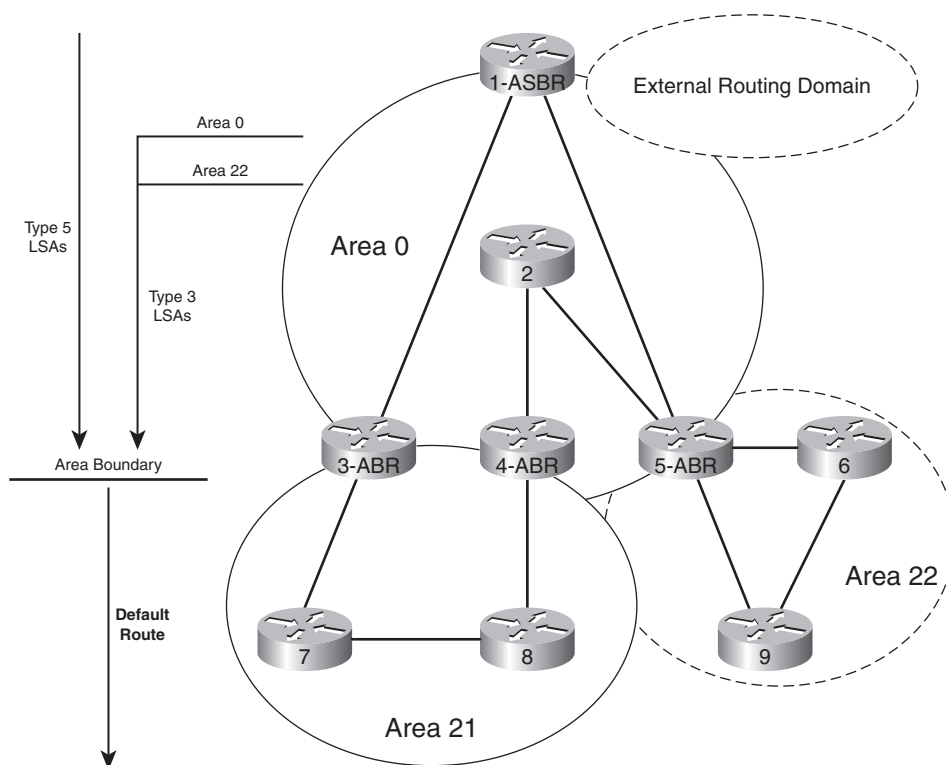 1-ASBR
External Routing Domain
Area 0
Area 22
Type 5
LSAs
Type 3
LSAs
Area 0
2
3-ABR
4-ABR
5-ABR
6
Area Boundary
Default
Route
7
8
9
Area 22
Area 21